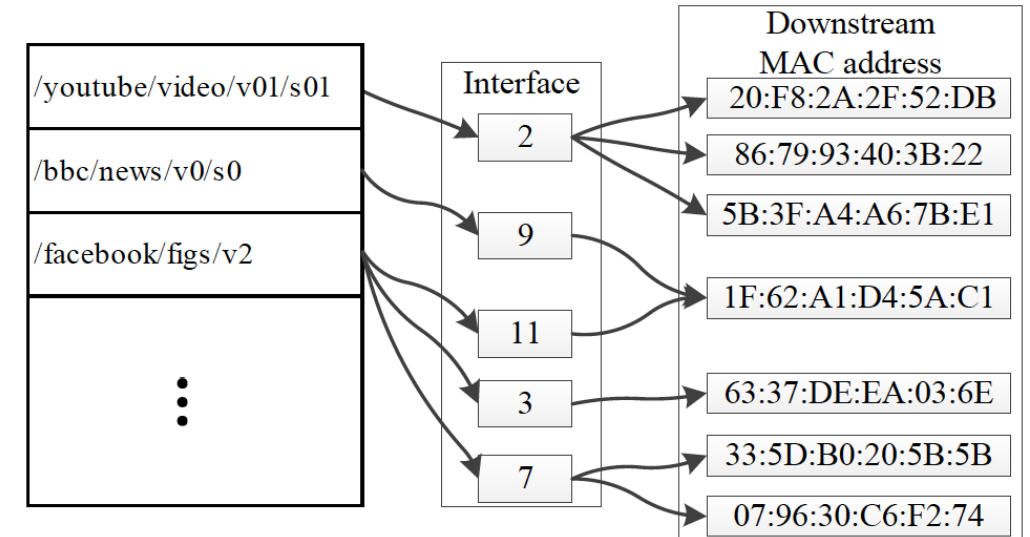 /youtube/video/v01/s01
/bbc/news/v0/s0
/facebook/figs/v2
Interface
2
9
11
3
7
Downstream
MAC address
20:F8:2A:2F:52:DB
86:79:93:40:3B:22
5B:3F:A4:A6:7B:E1
1F:62:A1:D4:5A:C1
63:37:DE:EA:03:6E
33:5D:B0:20:5B:5B
07:96:30:C6:F2:74